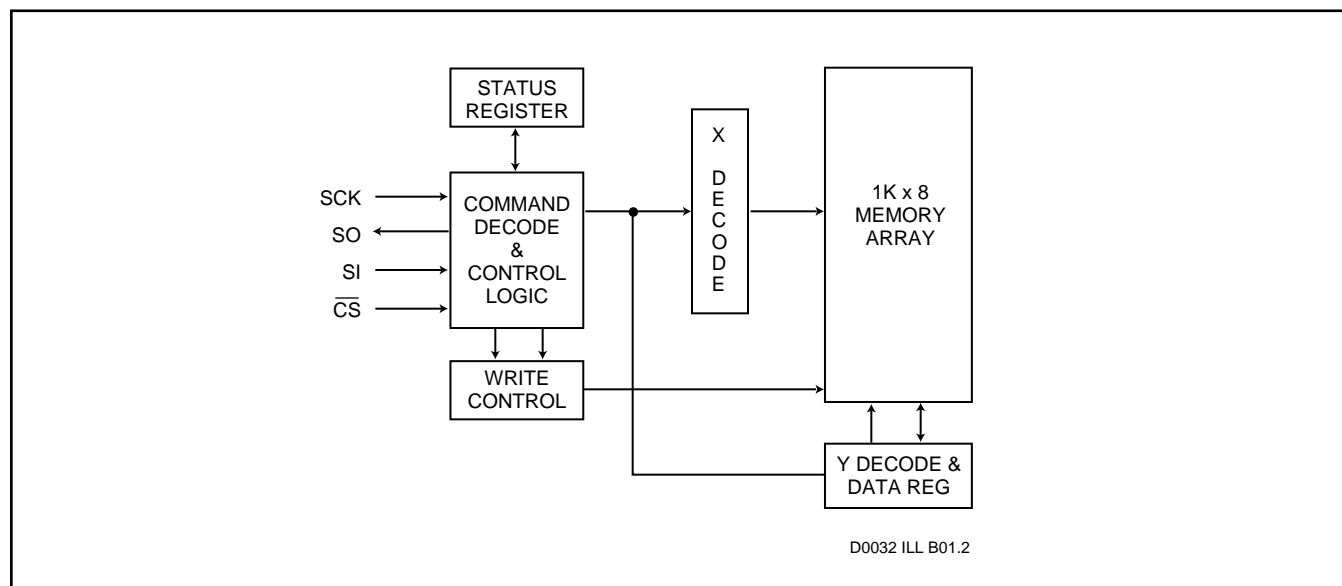 STATUS
REGISTER
SCK
SO
SI
C̅S̅
COMMAND
DECODE
&
CONTROL
LOGIC
X
D
E
C
O
D
E
1K x 8
MEMORY
ARRAY
WRITE
CONTROL
Y DECODE &
DATA REG
D0032 ILL B01.2